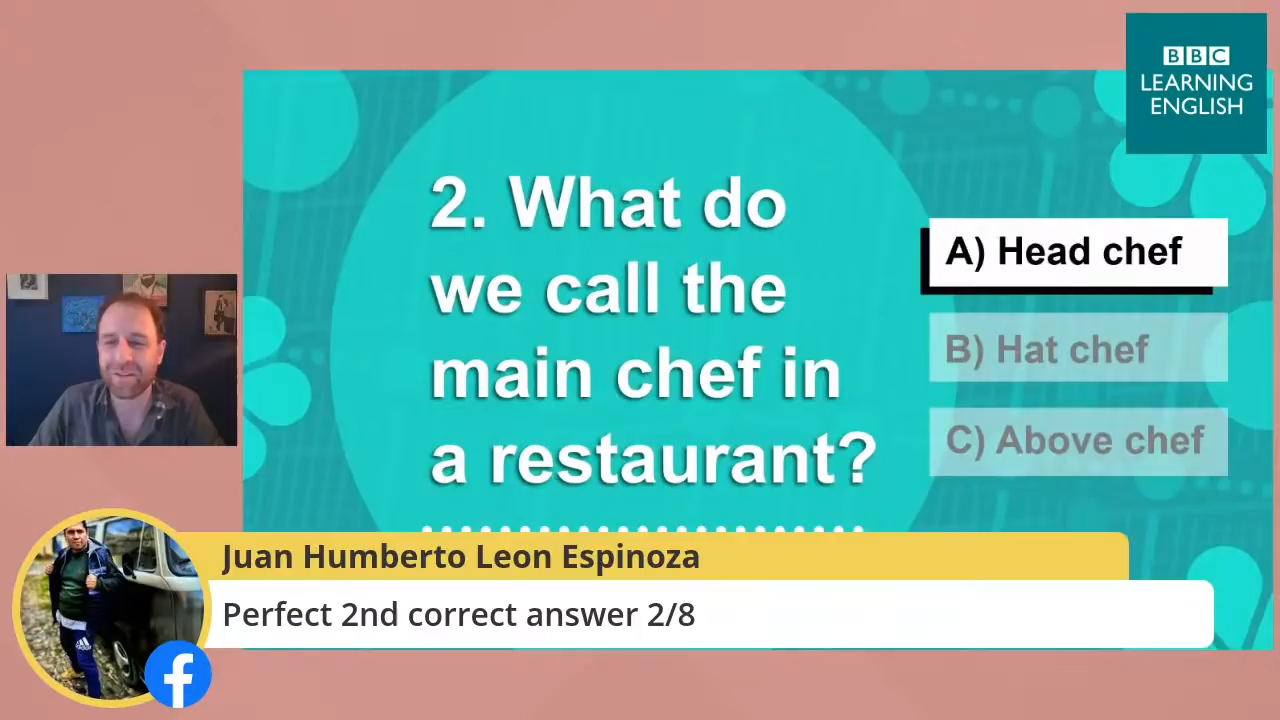 BBC
LEARNING
ENGLISH
2. What do
we call the
main chef in
a restaurant?
A) Head chef
B) Hat chef
C) Above chef
Juan Humberto Leon Espinoza
Perfect 2nd correct answer 2/8